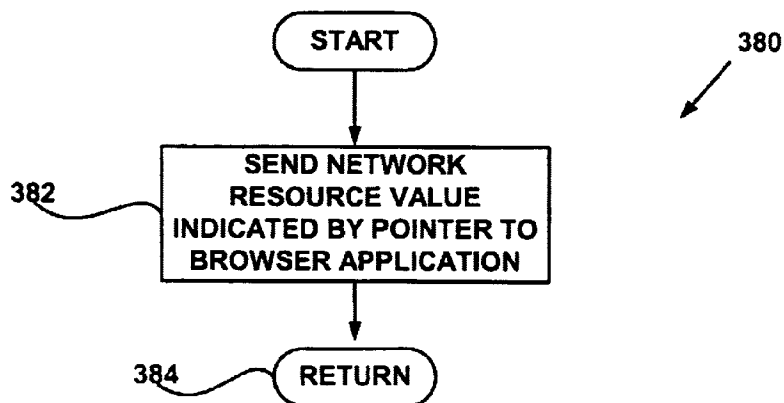 START
380
SEND NETWORK
RESOURCE VALUE
382
INDICATED BY POINTER TO
BROWSER APPLICATION
384
RETURN